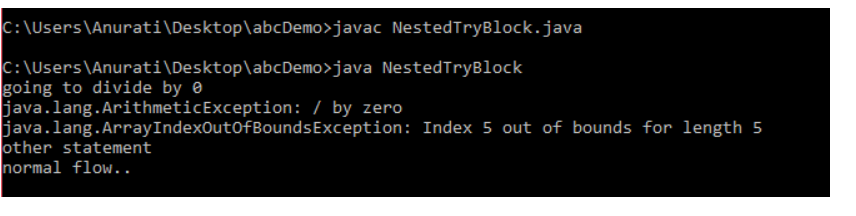 C:\Users\Anurati\Desktop\abcDemo>javac NestedTryBlock.java
C:\Users\Anurati\Desktop\abcDemo>java NestedTryBlock
going to divide by 0
java.lang.ArithmeticException: / by zero
java.lang.ArrayIndexOutOfBoundsException: Index 5 out of bounds for length 5
other statement
normal flow..